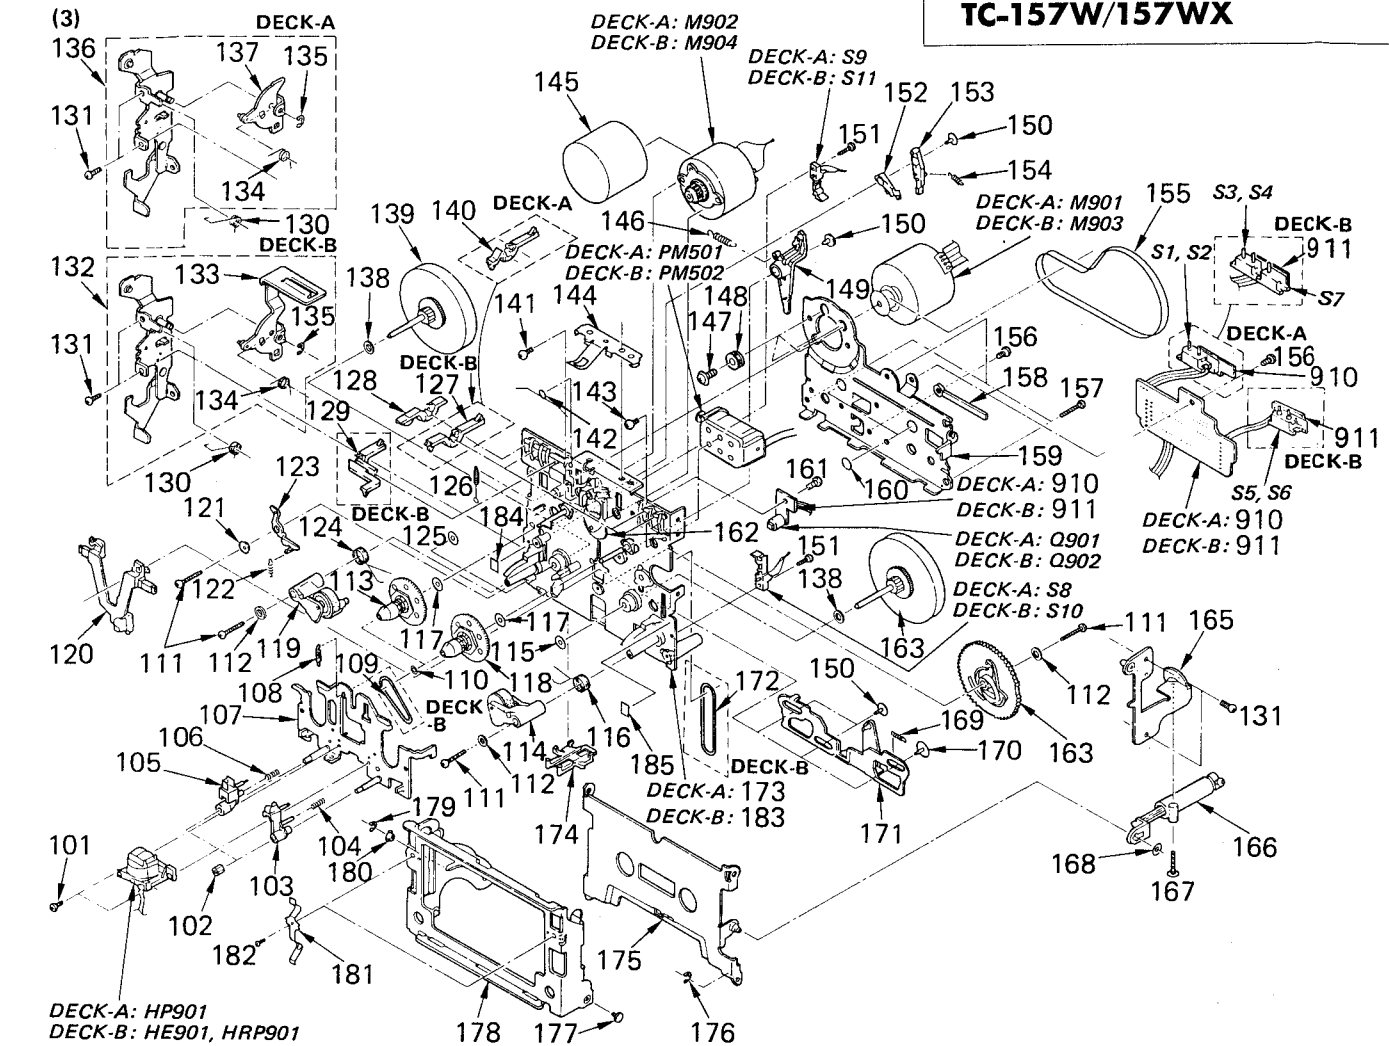 (3)
DECK-A
136
137
135
131
134
130
DECK-B
132
133
135
131
134
130
DECK-A: M902
DECK-B: M904
TC-157W/157WX
DECK-A: S9
DECK-B: S11
145
152
153
151
150
154
139
140
DECK-A
146
150
DECK-A: M901
DECK-B: M903
155
S3, S4
DECK-B
911
S1, S2
S7
DECK-A: PM501
DECK-B: PM502
138
141
144
148
149
147
DECK-A
156
156
910
128
DECK-B
127
143
158
157
129
142
911
DECK-B
S5, S6
126
123
161
160
159
DECK-A: 910
DECK-B: 911
DECK-A: 910
DECK-B: 911
121
124
DECK-B
125
184
162
151
DECK-A: Q901
DECK-B: Q902
122
113
138
DECK-A: S8
DECK-B: S10
120
111
112
119
117
117
163
111
165
108
109
110
118
115
112
107
DECK
-B
172
150
169
163
131
106
105
114
116
185
170
111
112
DECK-B
DECK-A: 173
DECK-B: 183
179
174
171
101
104
180
168
166
103
102
167
182
181
175
DECK-A: HP901
DECK-B: HE901, HRP901
178
177
176